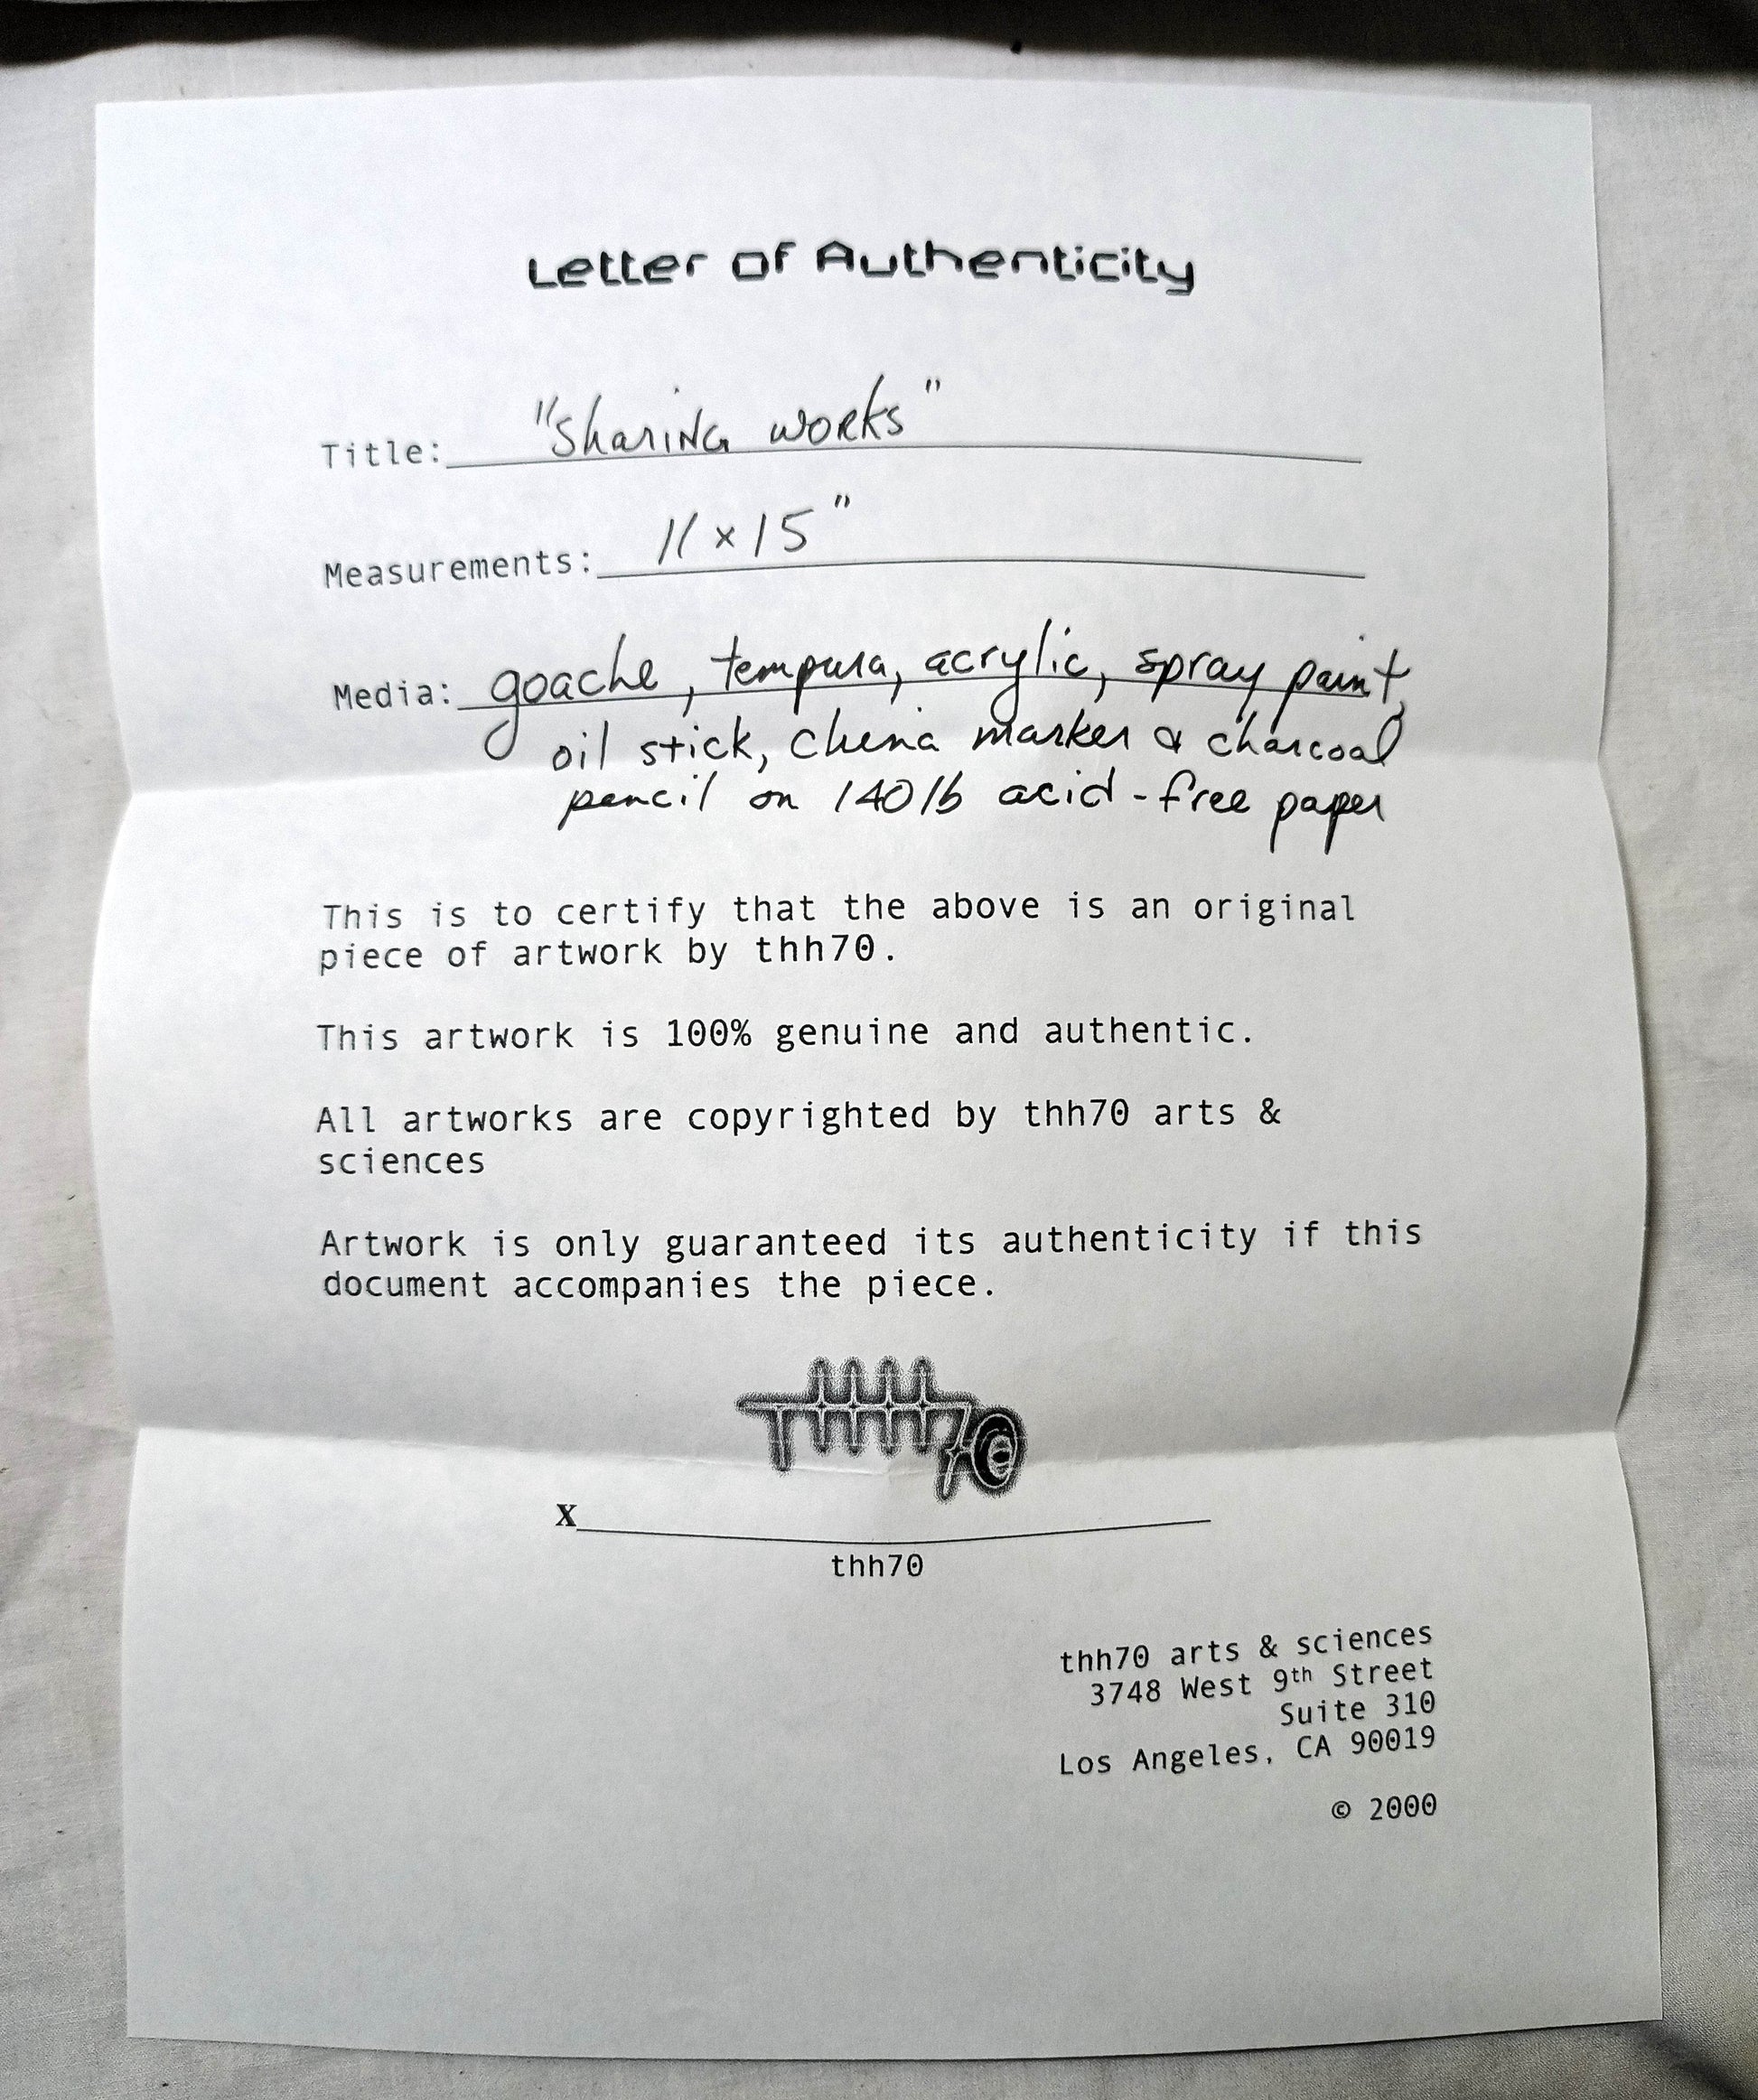 Letter of Authenticity
Title: "Sharing works"
Measurements: 11 x 15"
Media: goache, tempura, acrylic, spray paint,
oil stick, china marker & charcoal
pencil on 140 lb acid-free paper
This is to certify that the above is an original
piece of artwork by thh70.
This artwork is 100% genuine and authentic.
All artworks are copyrighted by thh70 arts &
sciences
Artwork is only guaranteed its authenticity if this
document accompanies the piece.
THH70
X
thh70
thh70 arts & sciences
3748 West 9th Street
Suite 310
Los Angeles, CA 90019
© 2000